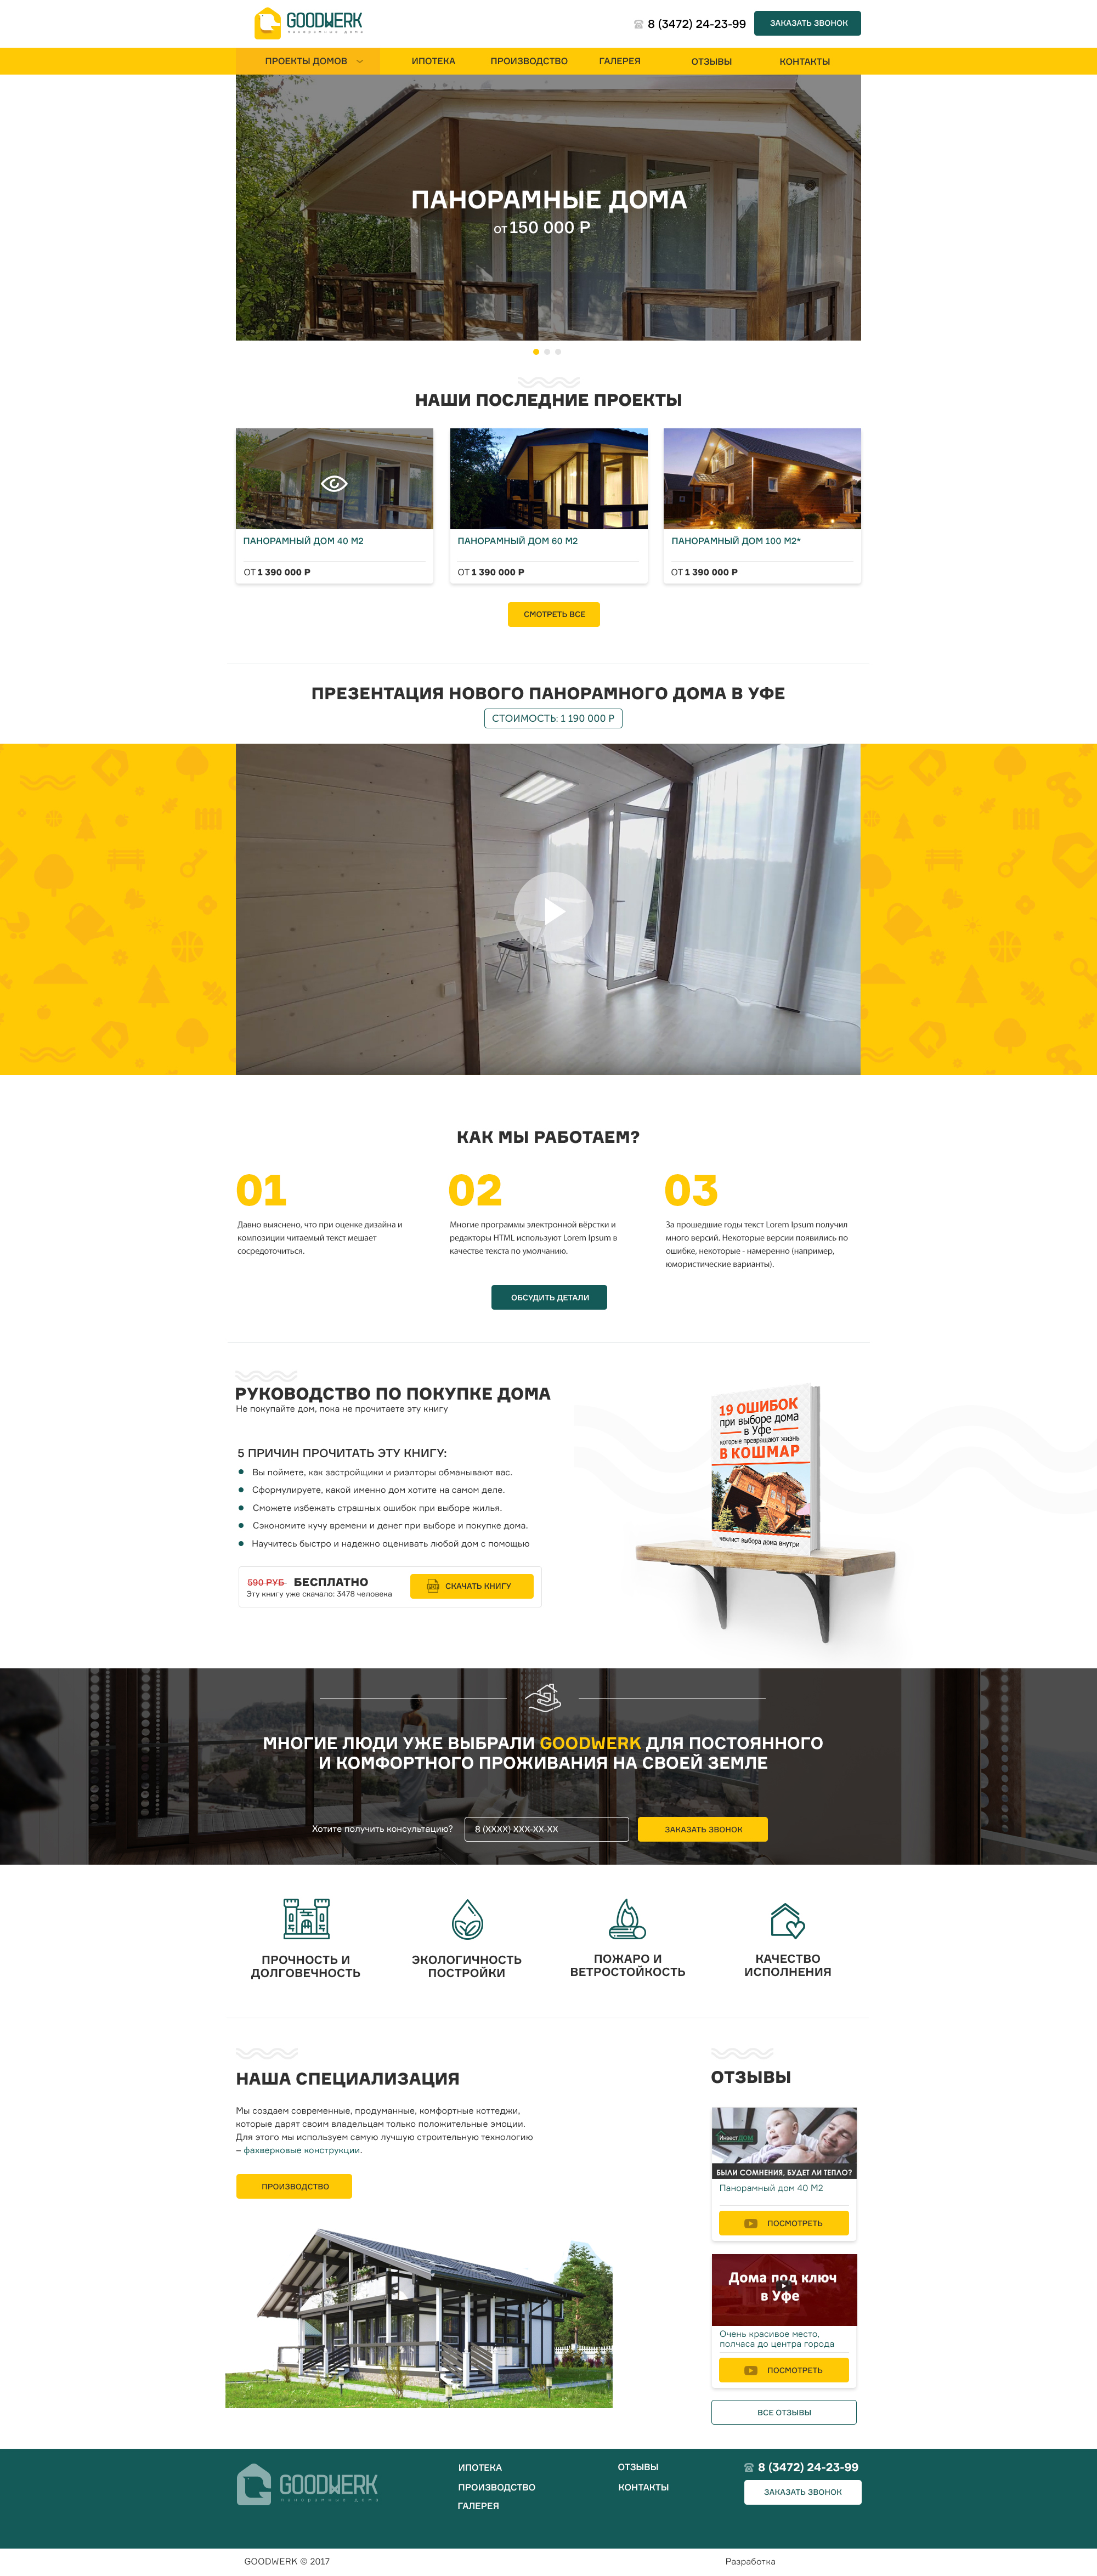 GOODWERK
панорамные дома
8 (3472) 24-23-99
ЗАКАЗАТЬ ЗВОНОК
ПРОЕКТЫ ДОМОВ
ИПОТЕКА
ПРОИЗВОДСТВО
ГАЛЕРЕЯ
ОТЗЫВЫ
КОНТАКТЫ
ПАНОРАМНЫЕ ДОМА
от 150 000 Р
НАШИ ПОСЛЕДНИЕ ПРОЕКТЫ
ПАНОРАМНЫЙ ДОМ 40 М2
ОТ 1 390 000 Р
ПАНОРАМНЫЙ ДОМ 60 М2
ОТ 1 390 000 Р
ПАНОРАМНЫЙ ДОМ 100 М2*
ОТ 1 390 000 Р
СМОТРЕТЬ ВСЕ
ПРЕЗЕНТАЦИЯ НОВОГО ПАНОРАМНОГО ДОМА В УФЕ
СТОИМОСТЬ: 1 190 000 Р
КАК МЫ РАБОТАЕМ?
01
Давно выяснено, что при оценке дизайна и
композиции читаемый текст мешает
сосредоточиться.
02
Многие программы электронной вёрстки и
редакторы HTML используют Lorem Ipsum в
качестве текста по умолчанию.
03
За прошедшие годы текст Lorem Ipsum получил
много версий. Некоторые версии появились по
ошибке, некоторые - намеренно (например,
юмористические варианты).
ОБСУДИТЬ ДЕТАЛИ
РУКОВОДСТВО ПО ПОКУПКЕ ДОМА
Не покупайте дом, пока не прочитаете эту книгу
5 ПРИЧИН ПРОЧИТАТЬ ЭТУ КНИГУ:
Вы поймете, как застройщики и риэлторы обманывают вас.
Сформулируете, какой именно дом хотите на самом деле.
Сможете избежать страшных ошибок при выборе жилья.
Сэкономите кучу времени и денег при выборе и покупке дома.
Научитесь быстро и надежно оценивать любой дом с помощью
590 РУБ БЕСПЛАТНО
Эту книгу уже скачало: 3478 человека
СКАЧАТЬ КНИГУ
19 ОШИБОК
при выборе дома
в Уфе
которые превращают жизнь
В КОШМАР
чеклист выбора дома внутри
МНОГИЕ ЛЮДИ УЖЕ ВЫБРАЛИ GOODWERK ДЛЯ ПОСТОЯННОГО
И КОМФОРТНОГО ПРОЖИВАНИЯ НА СВОЕЙ ЗЕМЛЕ
Хотите получить консультацию?
8 (XXXX) XXX-XX-XX
ЗАКАЗАТЬ ЗВОНОК
ПРОЧНОСТЬ И
ДОЛГОВЕЧНОСТЬ
ЭКОЛОГИЧНОСТЬ
ПОСТРОЙКИ
ПОЖАРО И
ВЕТРОСТОЙКОСТЬ
КАЧЕСТВО
ИСПОЛНЕНИЯ
НАША СПЕЦИАЛИЗАЦИЯ
Мы создаем современные, продуманные, комфортные коттеджи,
которые дарят своим владельцам только положительные эмоции.
Для этого мы используем самую лучшую строительную технологию
– фахверковые конструкции.
ПРОИЗВОДСТВО
ОТЗЫВЫ
ИнвестДОМ
БЫЛИ СОМНЕНИЯ, БУДЕТ ЛИ ТЕПЛО?
Панорамный дом 40 М2
ПОСМОТРЕТЬ
Дома под ключ
в Уфе
Очень красивое место,
полчаса до центра города
ПОСМОТРЕТЬ
ВСЕ ОТЗЫВЫ
GOODWERK
панорамные дома
ИПОТЕКА
ПРОИЗВОДСТВО
ГАЛЕРЕЯ
ОТЗЫВЫ
КОНТАКТЫ
8 (3472) 24-23-99
ЗАКАЗАТЬ ЗВОНОК
GOODWERK © 2017
Разработка